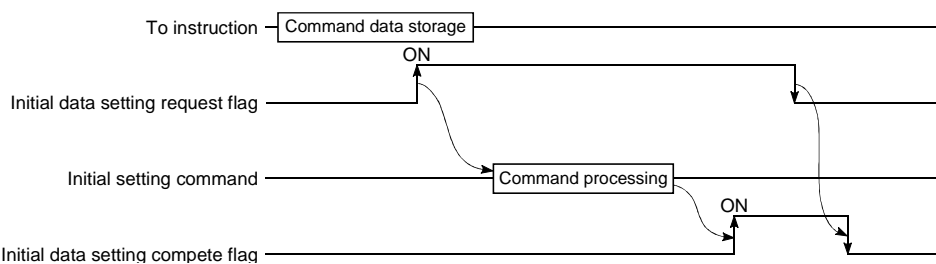 To instruction
Command data storage
ON
Initial data setting request flag
Initial setting command
Command processing
ON
Initial data setting compete flag